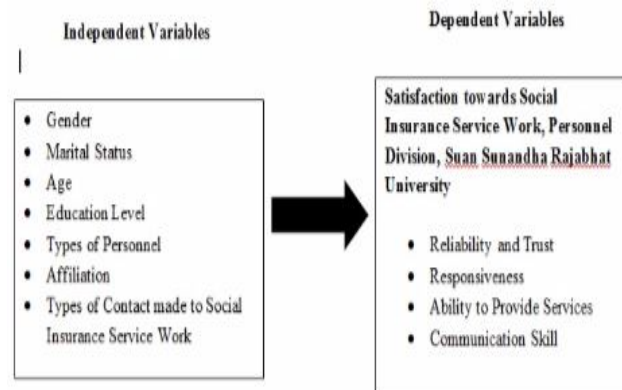 Independent Variables
Dependent Variables
• Gender
• Marital Status
• Age
• Education Level
• Types of Personnel
• Affiliation
• Types of Contact made to Social
Insurance Service Work
Satisfaction towards Social
Insurance Service Work, Personnel
Division, Suan Sunandha Rajabhat
University
• Reliability and Trust
• Responsiveness
• Ability to Provide Services
• Communication Skill